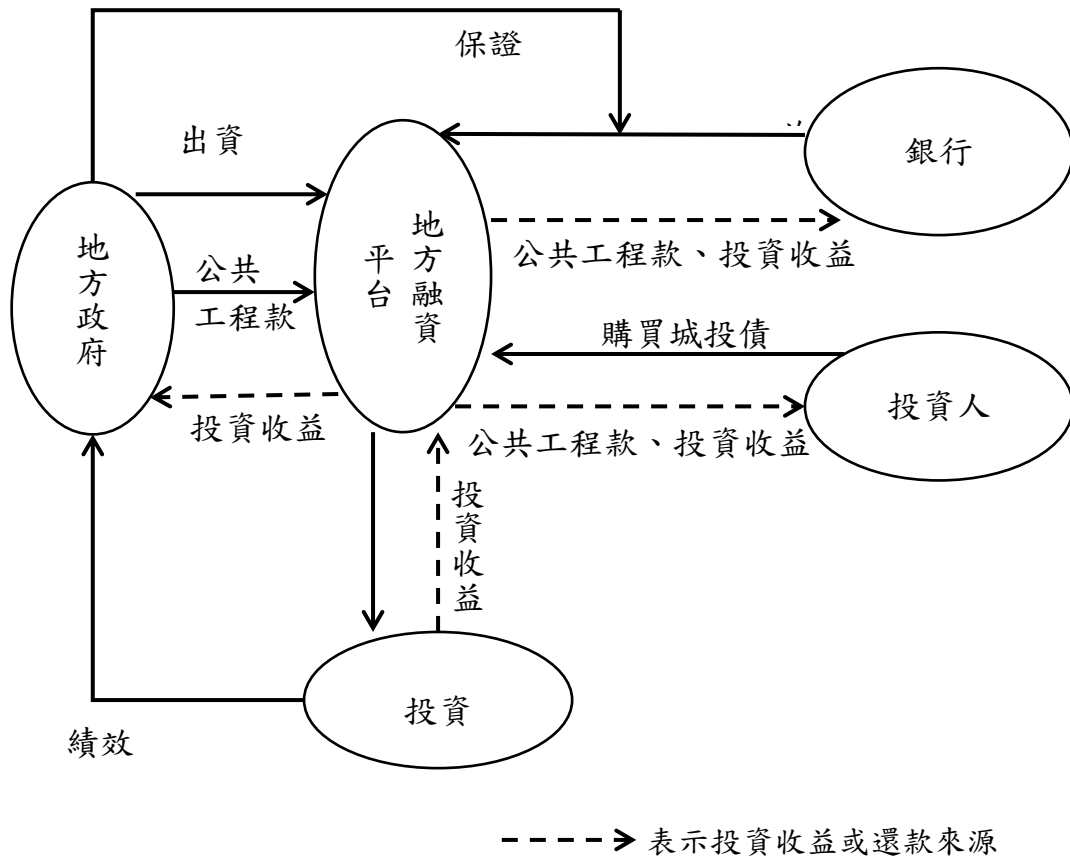 保證
出資
銀行
地方政府
地方融資
平台
公共
工程款
公共工程款、投資收益
購買城投債
投資收益
投資人
公共工程款、投資收益
投資收益
投資
績效
表示投資收益或還款來源